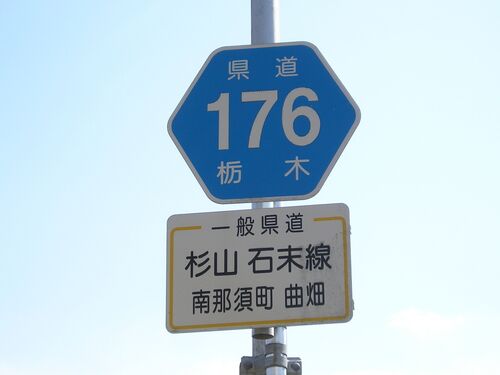 県道
176
栃木
一般県道
杉山 石末線
南那須町 曲畑